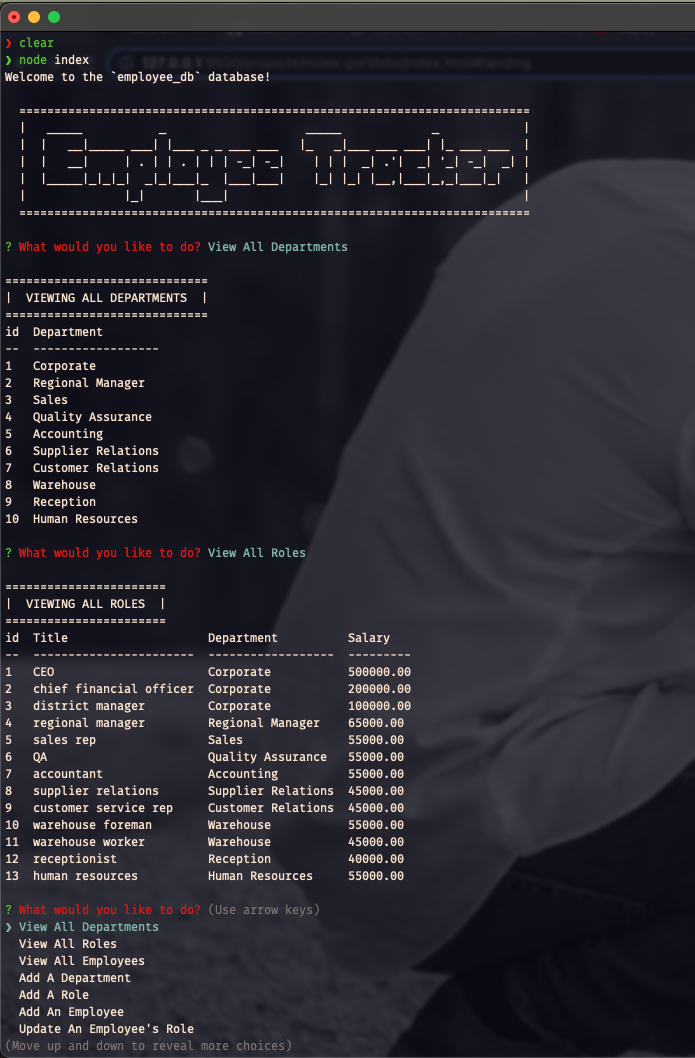 ❯ clear
❯ node index
Welcome to the `employee_db` database!
Employee Tracker
? What would you like to do? View All Departments
=============================
|  VIEWING ALL DEPARTMENTS  |
=============================
id  Department
--  ------------------
1   Corporate
2   Regional Manager
3   Sales
4   Quality Assurance
5   Accounting
6   Supplier Relations
7   Customer Relations
8   Warehouse
9   Reception
10  Human Resources
? What would you like to do? View All Roles
=======================
|  VIEWING ALL ROLES  |
=======================
id  Title                    Department          Salary
--  -----------------------  ------------------  ---------
1   CEO                      Corporate           500000.00
2   chief financial officer  Corporate           200000.00
3   district manager         Corporate           100000.00
4   regional manager         Regional Manager    65000.00
5   sales rep                Sales               55000.00
6   QA                       Quality Assurance   55000.00
7   accountant               Accounting          55000.00
8   supplier relations       Supplier Relations  45000.00
9   customer service rep     Customer Relations  45000.00
10  warehouse foreman        Warehouse           55000.00
11  warehouse worker         Warehouse           45000.00
12  receptionist             Reception           40000.00
13  human resources          Human Resources     55000.00
? What would you like to do? (Use arrow keys)
❯ View All Departments
View All Roles
View All Employees
Add A Department
Add A Role
Add An Employee
Update An Employee's Role
(Move up and down to reveal more choices)